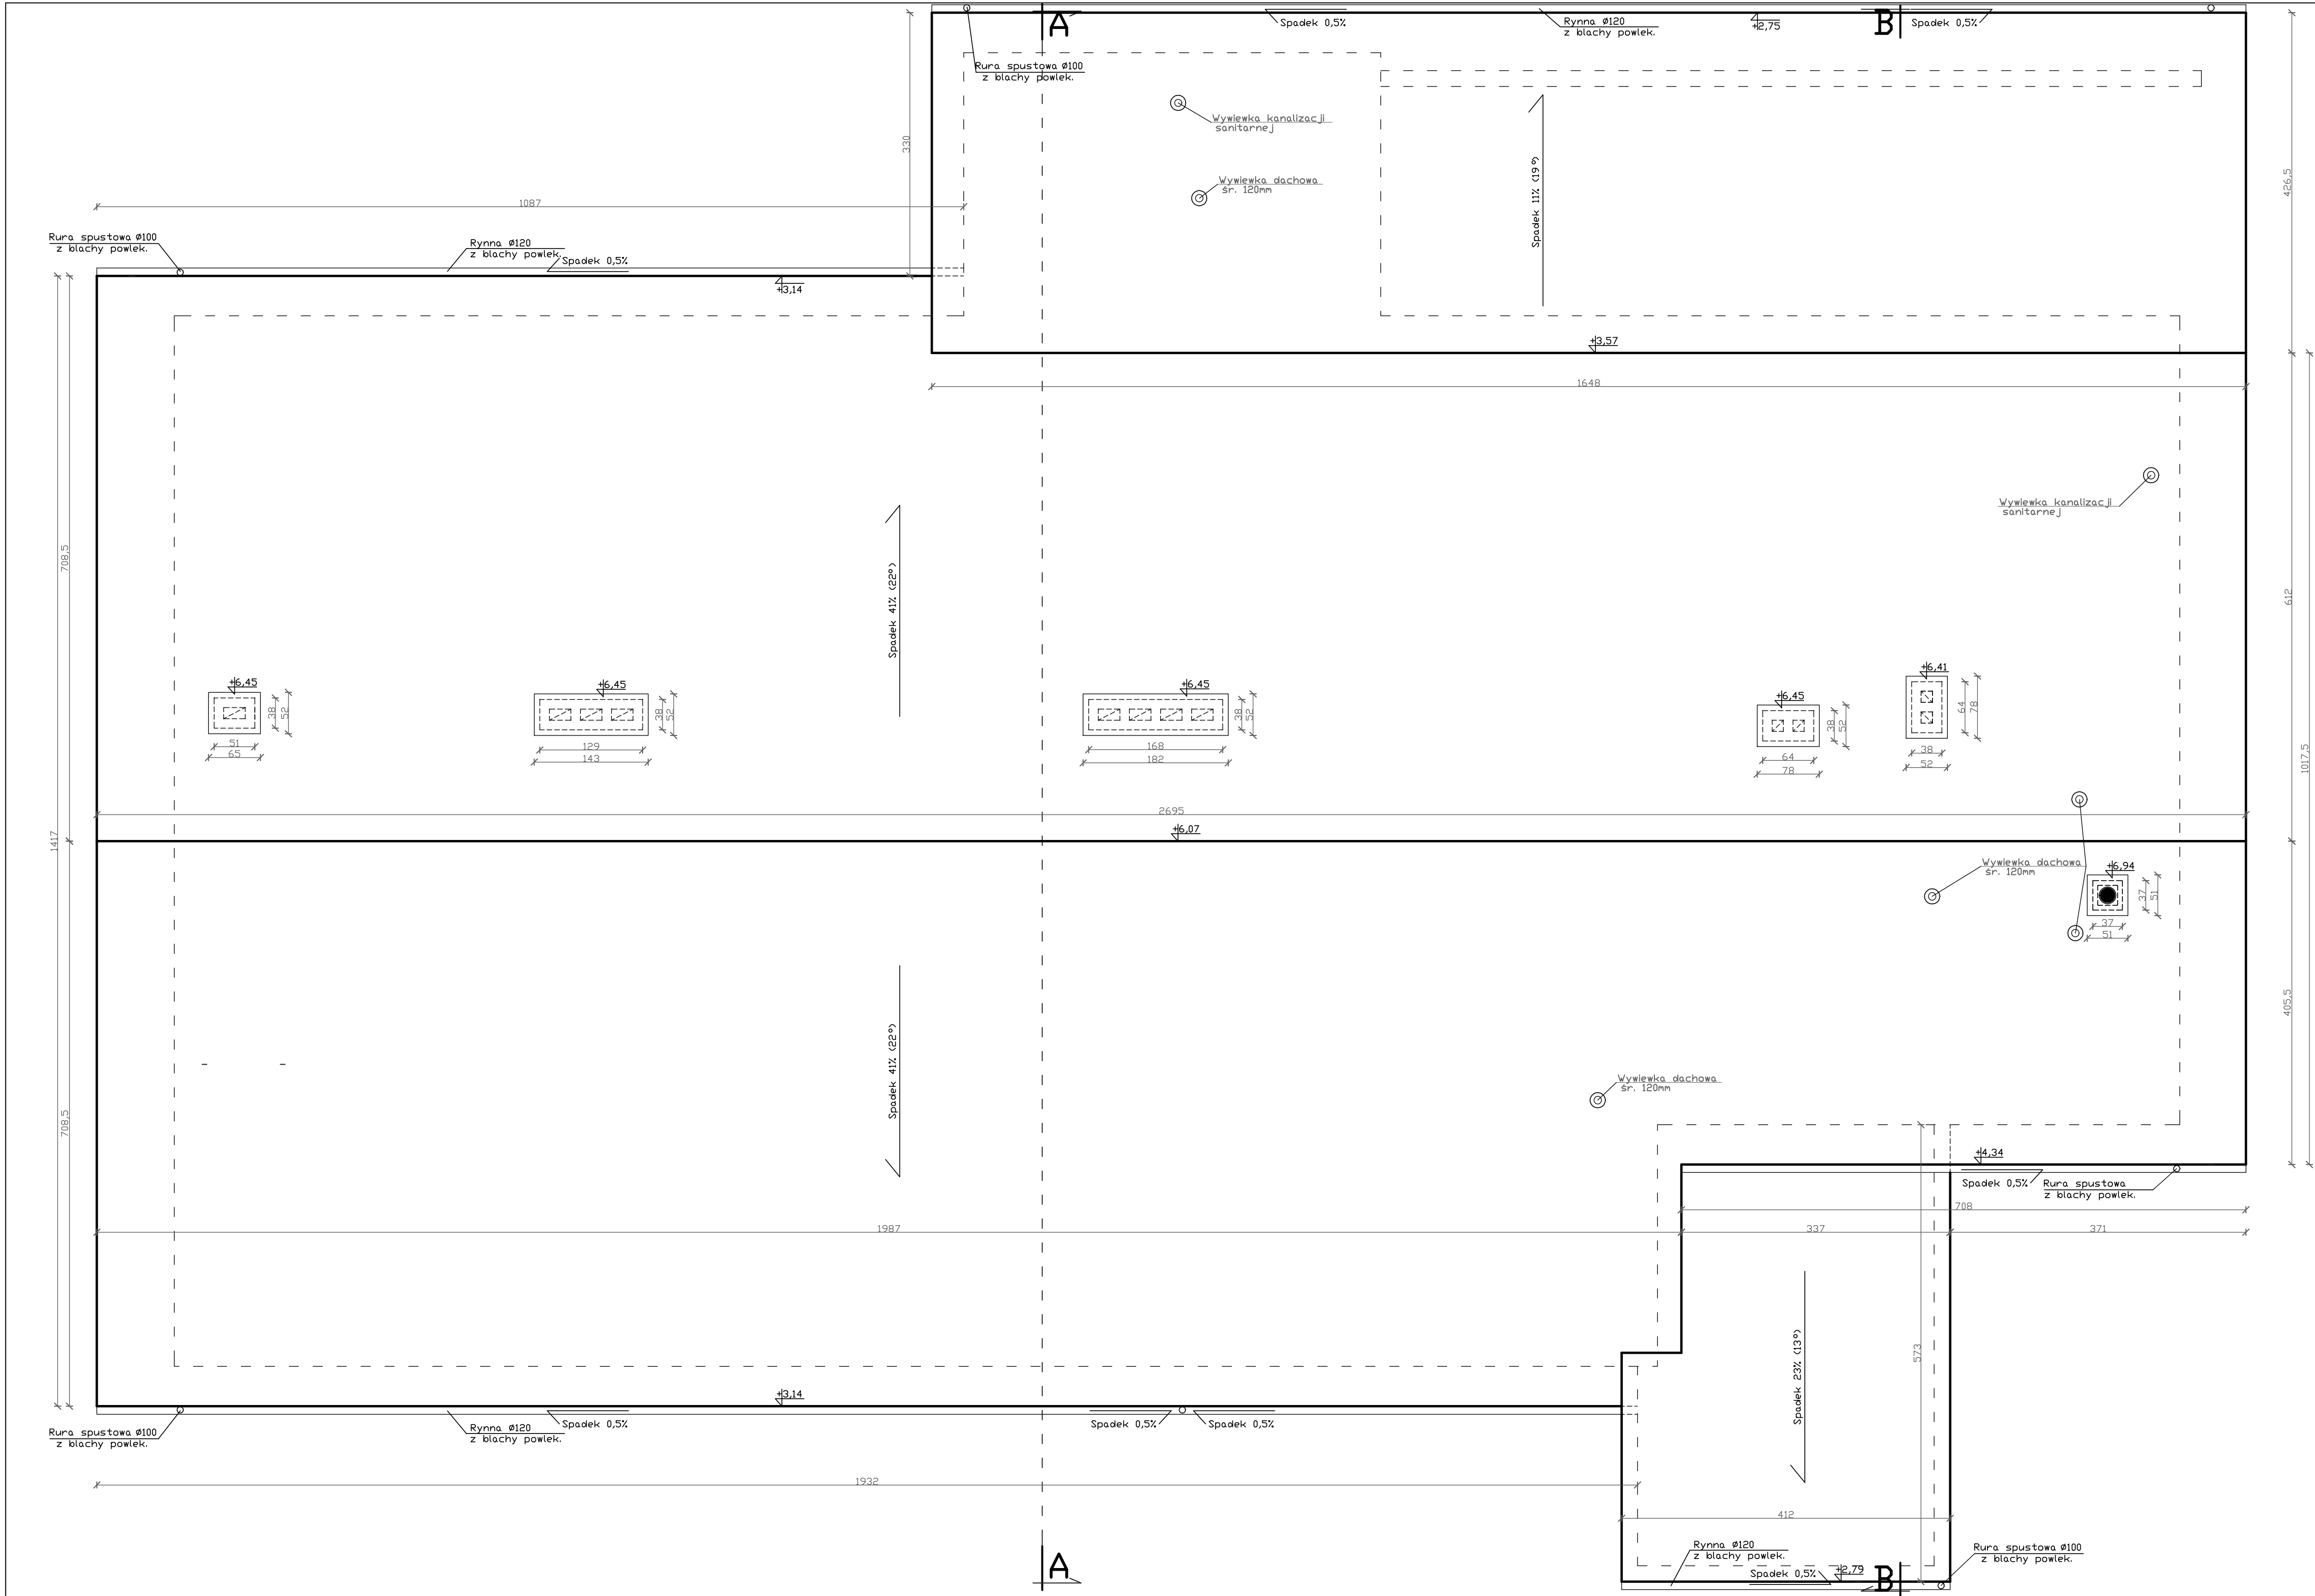 A
Spadek 0,5%
Rynna Ø120
z blachy powlek.
+2,75
B
Spadek 0,5%
Rura spustowa Ø100
z blachy powlek.
Wywiewka kanalizacji
sanitarnej
330
Spadek 11% (19°)
426,5
Wywiewka dachowa
śr. 120mm
1087
Rura spustowa Ø100
z blachy powlek.
Rynna Ø120
z blachy powlek.
Spadek 0,5%
+3,14
+3,57
1648
Wywiewka kanalizacji
sanitarnej
708,5
Spadek 41% (22°)
612
+6,45
38
52
51
65
+6,45
38
52
129
143
+6,45
38
52
168
182
+6,45
38
52
64
78
+6,41
64
78
38
52
1017,5
2695
+6,07
1417
Wywiewka dachowa
śr. 120mm
+6,94
37
51
37
51
405,5
708,5
Spadek 41% (22°)
Wywiewka dachowa
śr. 120mm
+4,34
Spadek 0,5%
Rura spustowa
z blachy powlek.
708
1987
337
371
573
Spadek 23% (13°)
+3,14
Rura spustowa Ø100
z blachy powlek.
Rynna Ø120
z blachy powlek.
Spadek 0,5%
Spadek 0,5%
Spadek 0,5%
1932
412
Rynna Ø120
z blachy powlek.
Rura spustowa Ø100
z blachy powlek.
A
Spadek 0,5%
+2,79
B